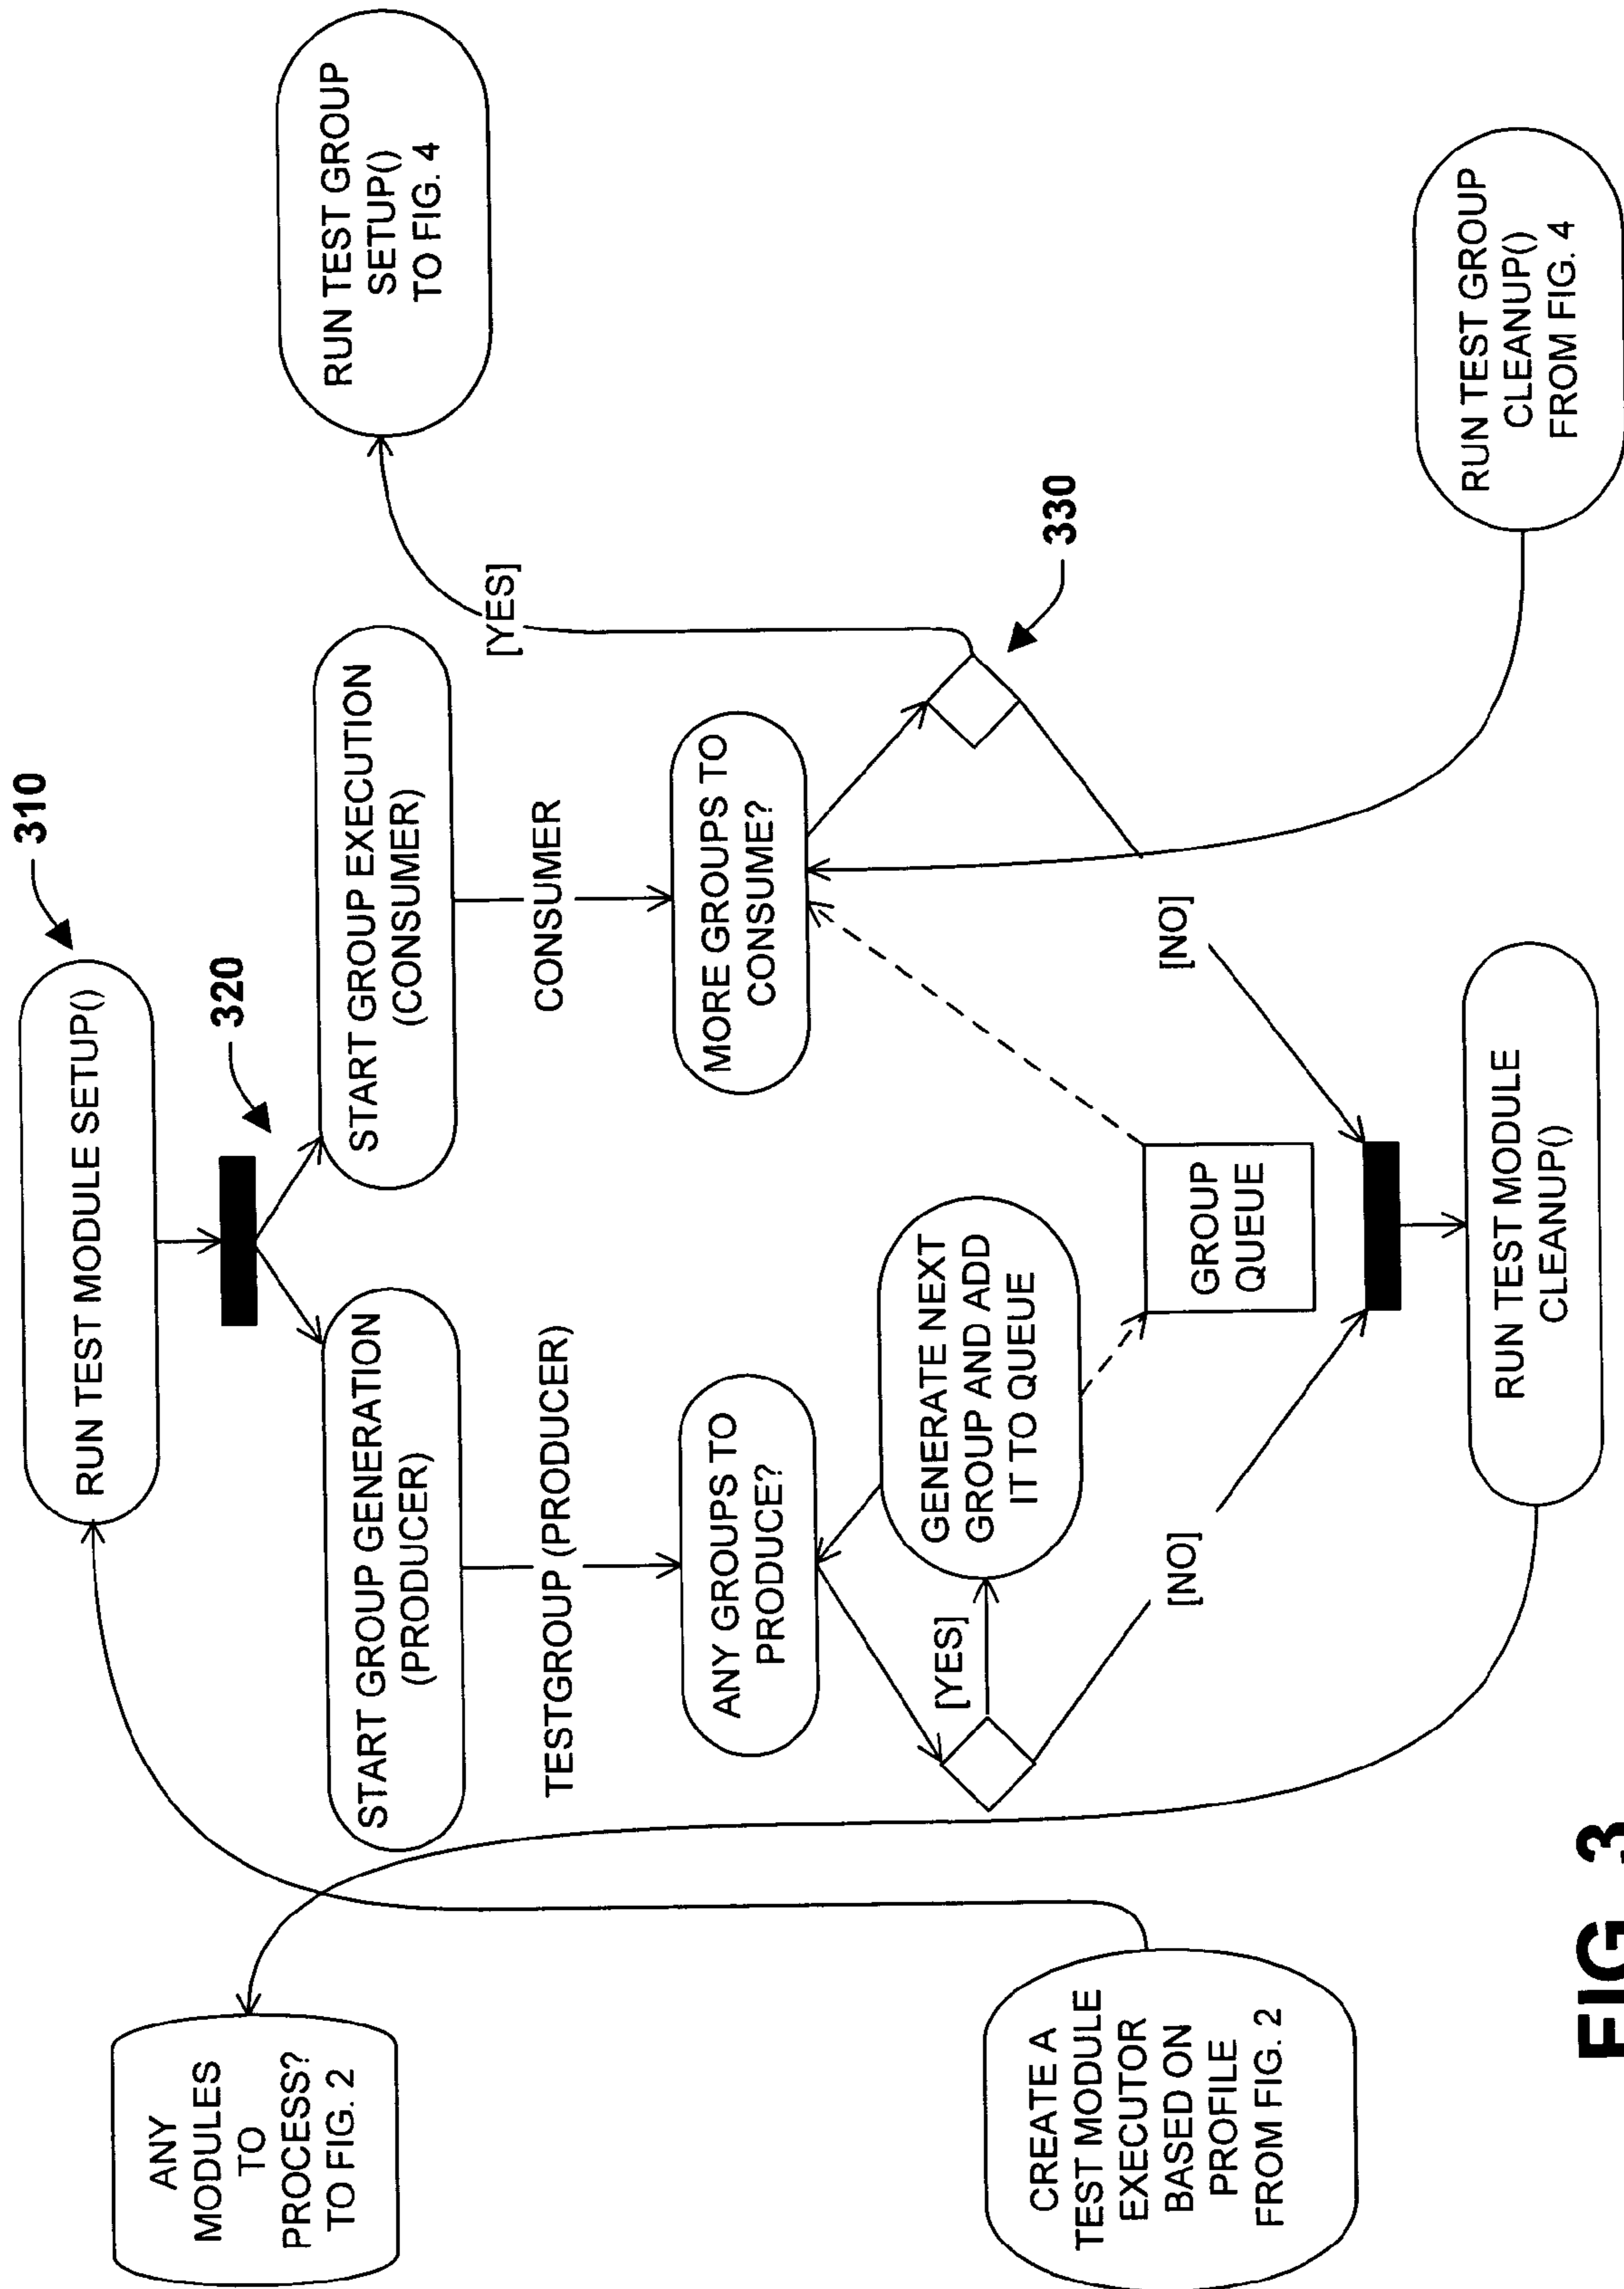 310
RUN TEST MODULE SETUP()
320
START GROUP GENERATION
(PRODUCER)
START GROUP EXECUTION
(CONSUMER)
RUN TEST GROUP
SETUP()
TO FIG. 4
ANY
MODULES
TO
PROCESS?
TO FIG. 2
TESTGROUP (PRODUCER)
CONSUMER
[YES]
ANY GROUPS TO
PRODUCE?
MORE GROUPS TO
CONSUME?
[YES]
GENERATE NEXT
GROUP AND ADD
IT TO QUEUE
330
CREATE A
TEST MODULE
EXECUTOR
BASED ON
PROFILE
FROM FIG. 2
[NO]
GROUP
QUEUE
[NO]
RUN TEST MODULE
CLEANUP()
RUN TEST GROUP
CLEANUP()
FROM FIG. 4
FIG. 3